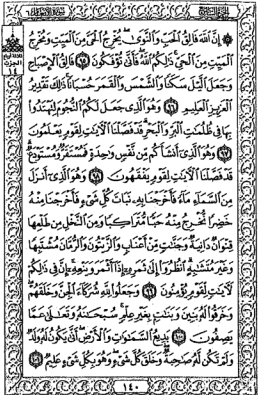 الجزء السابع سورة الأنعام
۞ إِنَّ ٱللَّهَ فَالِقُ ٱلْحَبِّ وَٱلنَّوَىٰ يُخْرِجُ ٱلْحَىَّ مِنَ ٱلْمَيِّتِ وَمُخْرِجُ
ٱلْمَيِّتِ مِنَ ٱلْحَىِّ ذَٰلِكُمُ ٱللَّهُ فَأَنَّىٰ تُؤْفَكُونَ ٩٥ فَالِقُ ٱلْإِصْبَاحِ
وَجَعَلَ ٱلَّيْلَ سَكَنًا وَٱلشَّمْسَ وَٱلْقَمَرَ حُسْبَانًا ذَٰلِكَ تَقْدِيرُ
ٱلْعَزِيزِ ٱلْعَلِيمِ ٩٦ وَهُوَ ٱلَّذِى جَعَلَ لَكُمُ ٱلنُّجُومَ لِتَهْتَدُوا۟
بِهَا فِى ظُلُمَٰتِ ٱلْبَرِّ وَٱلْبَحْرِ قَدْ فَصَّلْنَا ٱلْءَايَٰتِ لِقَوْمٍ يَعْلَمُونَ
٩٧ وَهُوَ ٱلَّذِىٓ أَنشَأَكُم مِّن نَّفْسٍ وَٰحِدَةٍ فَمُسْتَقَرٌّ وَمُسْتَوْدَعٌ
قَدْ فَصَّلْنَا ٱلْءَايَٰتِ لِقَوْمٍ يَفْقَهُونَ ٩٨ وَهُوَ ٱلَّذِىٓ أَنزَلَ
مِنَ ٱلسَّمَآءِ مَآءً فَأَخْرَجْنَا بِهِۦ نَبَاتَ كُلِّ شَىْءٍ فَأَخْرَجْنَا مِنْهُ
خَضِرًا نُّخْرِجُ مِنْهُ حَبًّا مُّتَرَاكِبًا وَمِنَ ٱلنَّخْلِ مِن طَلْعِهَا
قِنْوَانٌ دَانِيَةٌ وَجَنَّٰتٍ مِّنْ أَعْنَابٍ وَٱلزَّيْتُونَ وَٱلرُّمَّانَ مُشْتَبِهًا
وَغَيْرَ مُتَشَٰبِهٍ ٱنظُرُوٓا۟ إِلَىٰ ثَمَرِهِۦٓ إِذَآ أَثْمَرَ وَيَنْعِهِۦٓ إِنَّ فِى ذَٰلِكُمْ
لَءَايَٰتٍ لِّقَوْمٍ يُؤْمِنُونَ ٩٩ وَجَعَلُوا۟ لِلَّهِ شُرَكَآءَ ٱلْجِنَّ وَخَلَقَهُمْ
وَخَرَقُوا۟ لَهُۥ بَنِينَ وَبَنَٰتٍۭ بِغَيْرِ عِلْمٍ سُبْحَٰنَهُۥ وَتَعَٰلَىٰ عَمَّا
يَصِفُونَ ١٠٠ بَدِيعُ ٱلسَّمَٰوَٰتِ وَٱلْأَرْضِ أَنَّىٰ يَكُونُ لَهُۥ وَلَدٌ
وَلَمْ تَكُن لَّهُۥ صَٰحِبَةٌ وَخَلَقَ كُلَّ شَىْءٍ وَهُوَ بِكُلِّ شَىْءٍ عَلِيمٌ ١٠١
١٤٠